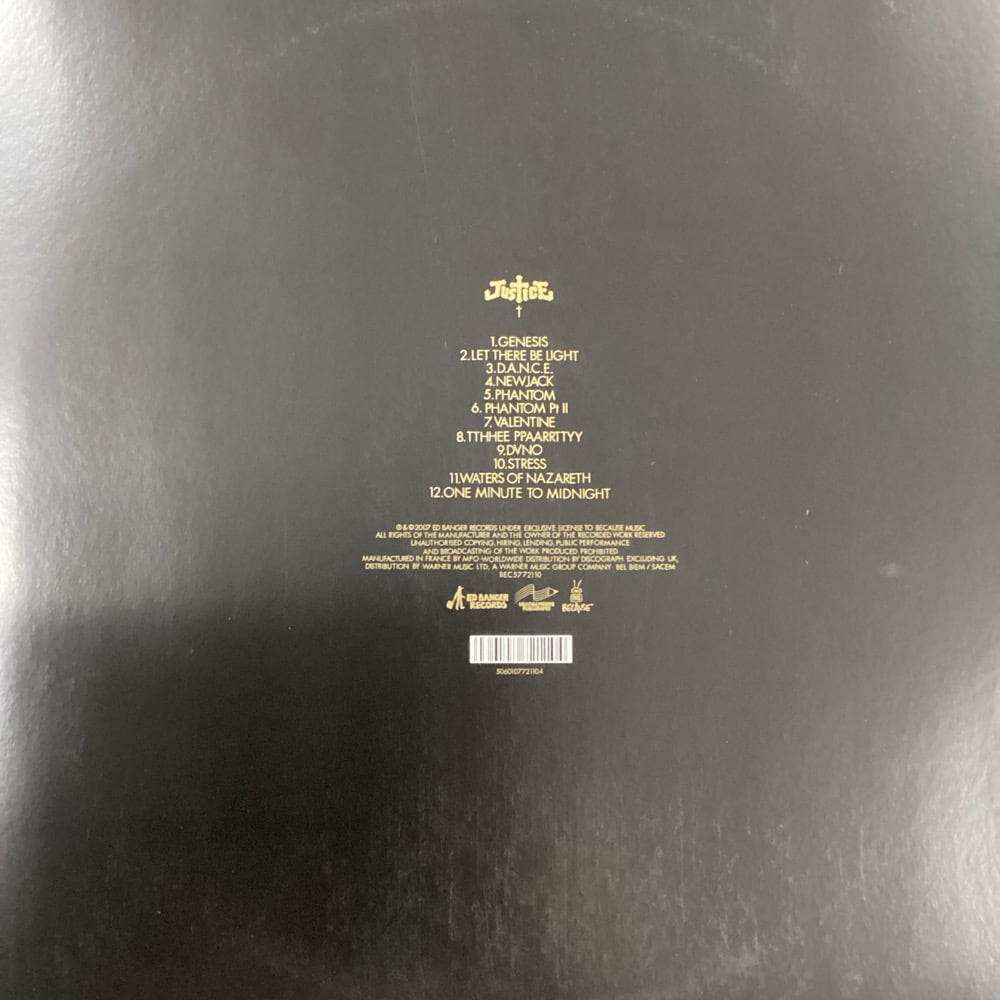 JUSTICE
†
1.GENESIS
2.LET THERE BE LIGHT
3.D.A.N.C.E.
4.NEWJACK
5.PHANTOM
6. PHANTOM Pt II
7.VALENTINE
8.TTHHEE PPAARRTTYY
9.DVNO
10.STRESS
11.WATERS OF NAZARETH
12.ONE MINUTE TO MIDNIGHT
℗ & © 2007 ED BANGER RECORDS UNDER EXCLUSIVE LICENSE TO BECAUSE MUSIC
ALL RIGHTS OF THE MANUFACTURER AND THE OWNER OF THE RECORDED WORK RESERVED
UNAUTHORISED COPYING, HIRING, LENDING, PUBLIC PERFORMANCE
AND BROADCASTING OF THE WORK PRODUCED PROHIBITED
MANUFACTURED IN FRANCE BY MPO·WORLDWIDE DISTRIBUTION BY DISCOGRAPH EXCLUDING UK,
DISTRIBUTION BY WARNER MUSIC LTD, A WARNER MUSIC GROUP COMPANY· BEL BIEM / SACEM
BEC5772110
ED BANGER
RECORDS
BECAUSE
5060107721104